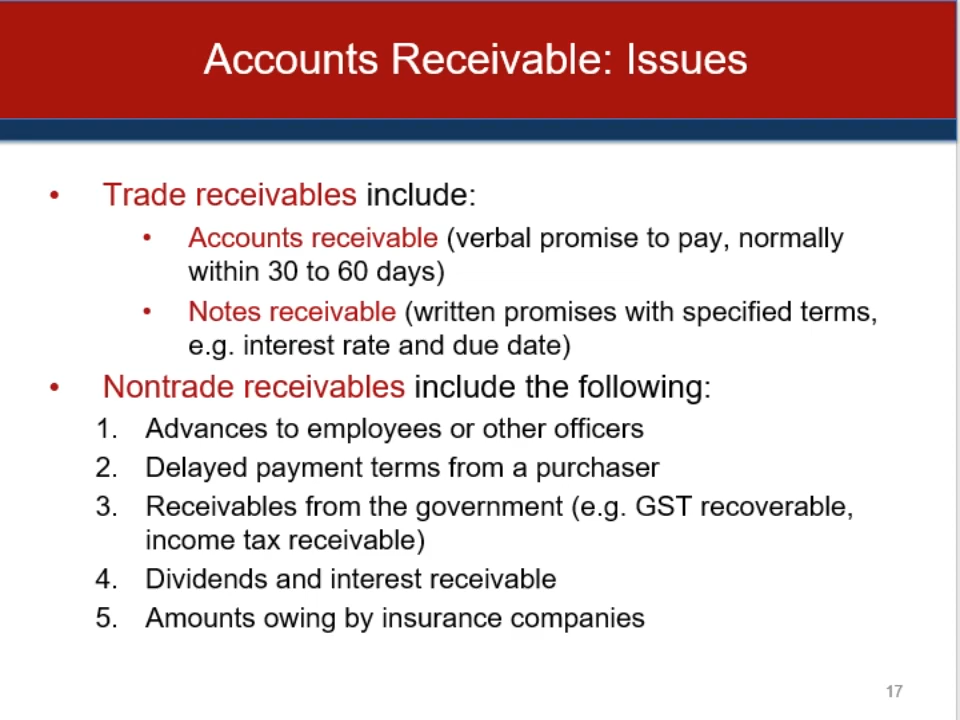 Accounts Receivable: Issues
• Trade receivables include:
• Accounts receivable (verbal promise to pay, normally
within 30 to 60 days)
• Notes receivable (written promises with specified terms,
e.g. interest rate and due date)
• Nontrade receivables include the following:
1. Advances to employees or other officers
2. Delayed payment terms from a purchaser
3. Receivables from the government (e.g. GST recoverable,
income tax receivable)
4. Dividends and interest receivable
5. Amounts owing by insurance companies
17